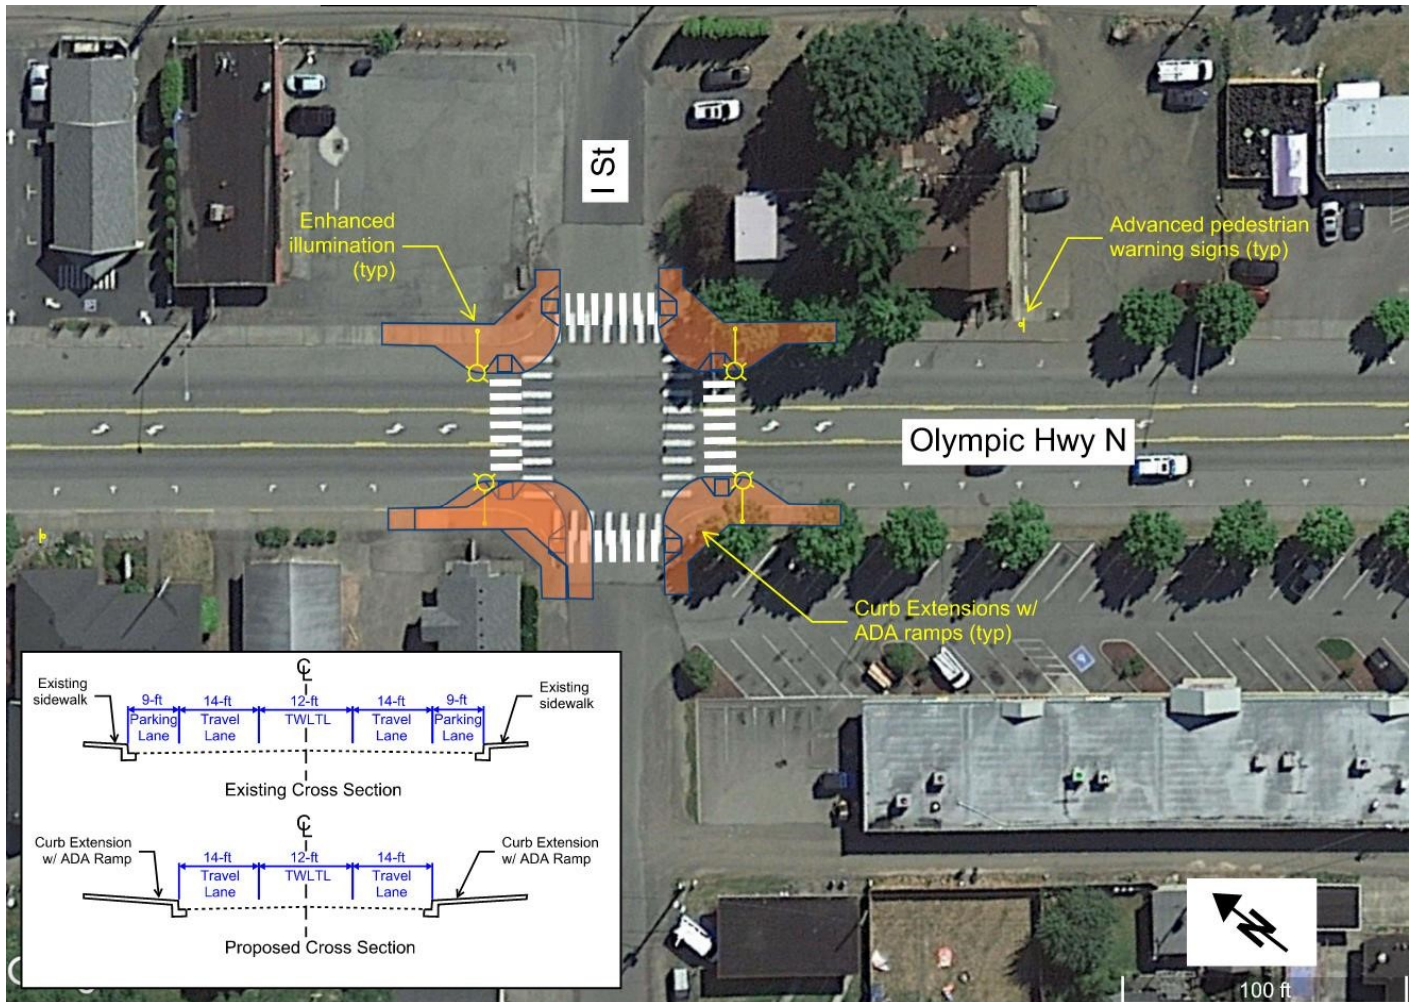 I St
Enhanced
illumination
(typ)
Advanced pedestrian
warning signs (typ)
Olympic Hwy N
Curb Extensions w/
ADA ramps (typ)
Existing
sidewalk
℄
9-ft
Parking
Lane
14-ft
Travel
Lane
12-ft
TWLTL
14-ft
Travel
Lane
9-ft
Parking
Lane
Existing
sidewalk
Existing Cross Section
Curb Extension
w/ ADA Ramp
℄
14-ft
Travel
Lane
12-ft
TWLTL
14-ft
Travel
Lane
Curb Extension
w/ ADA Ramp
Proposed Cross Section
N
100 ft